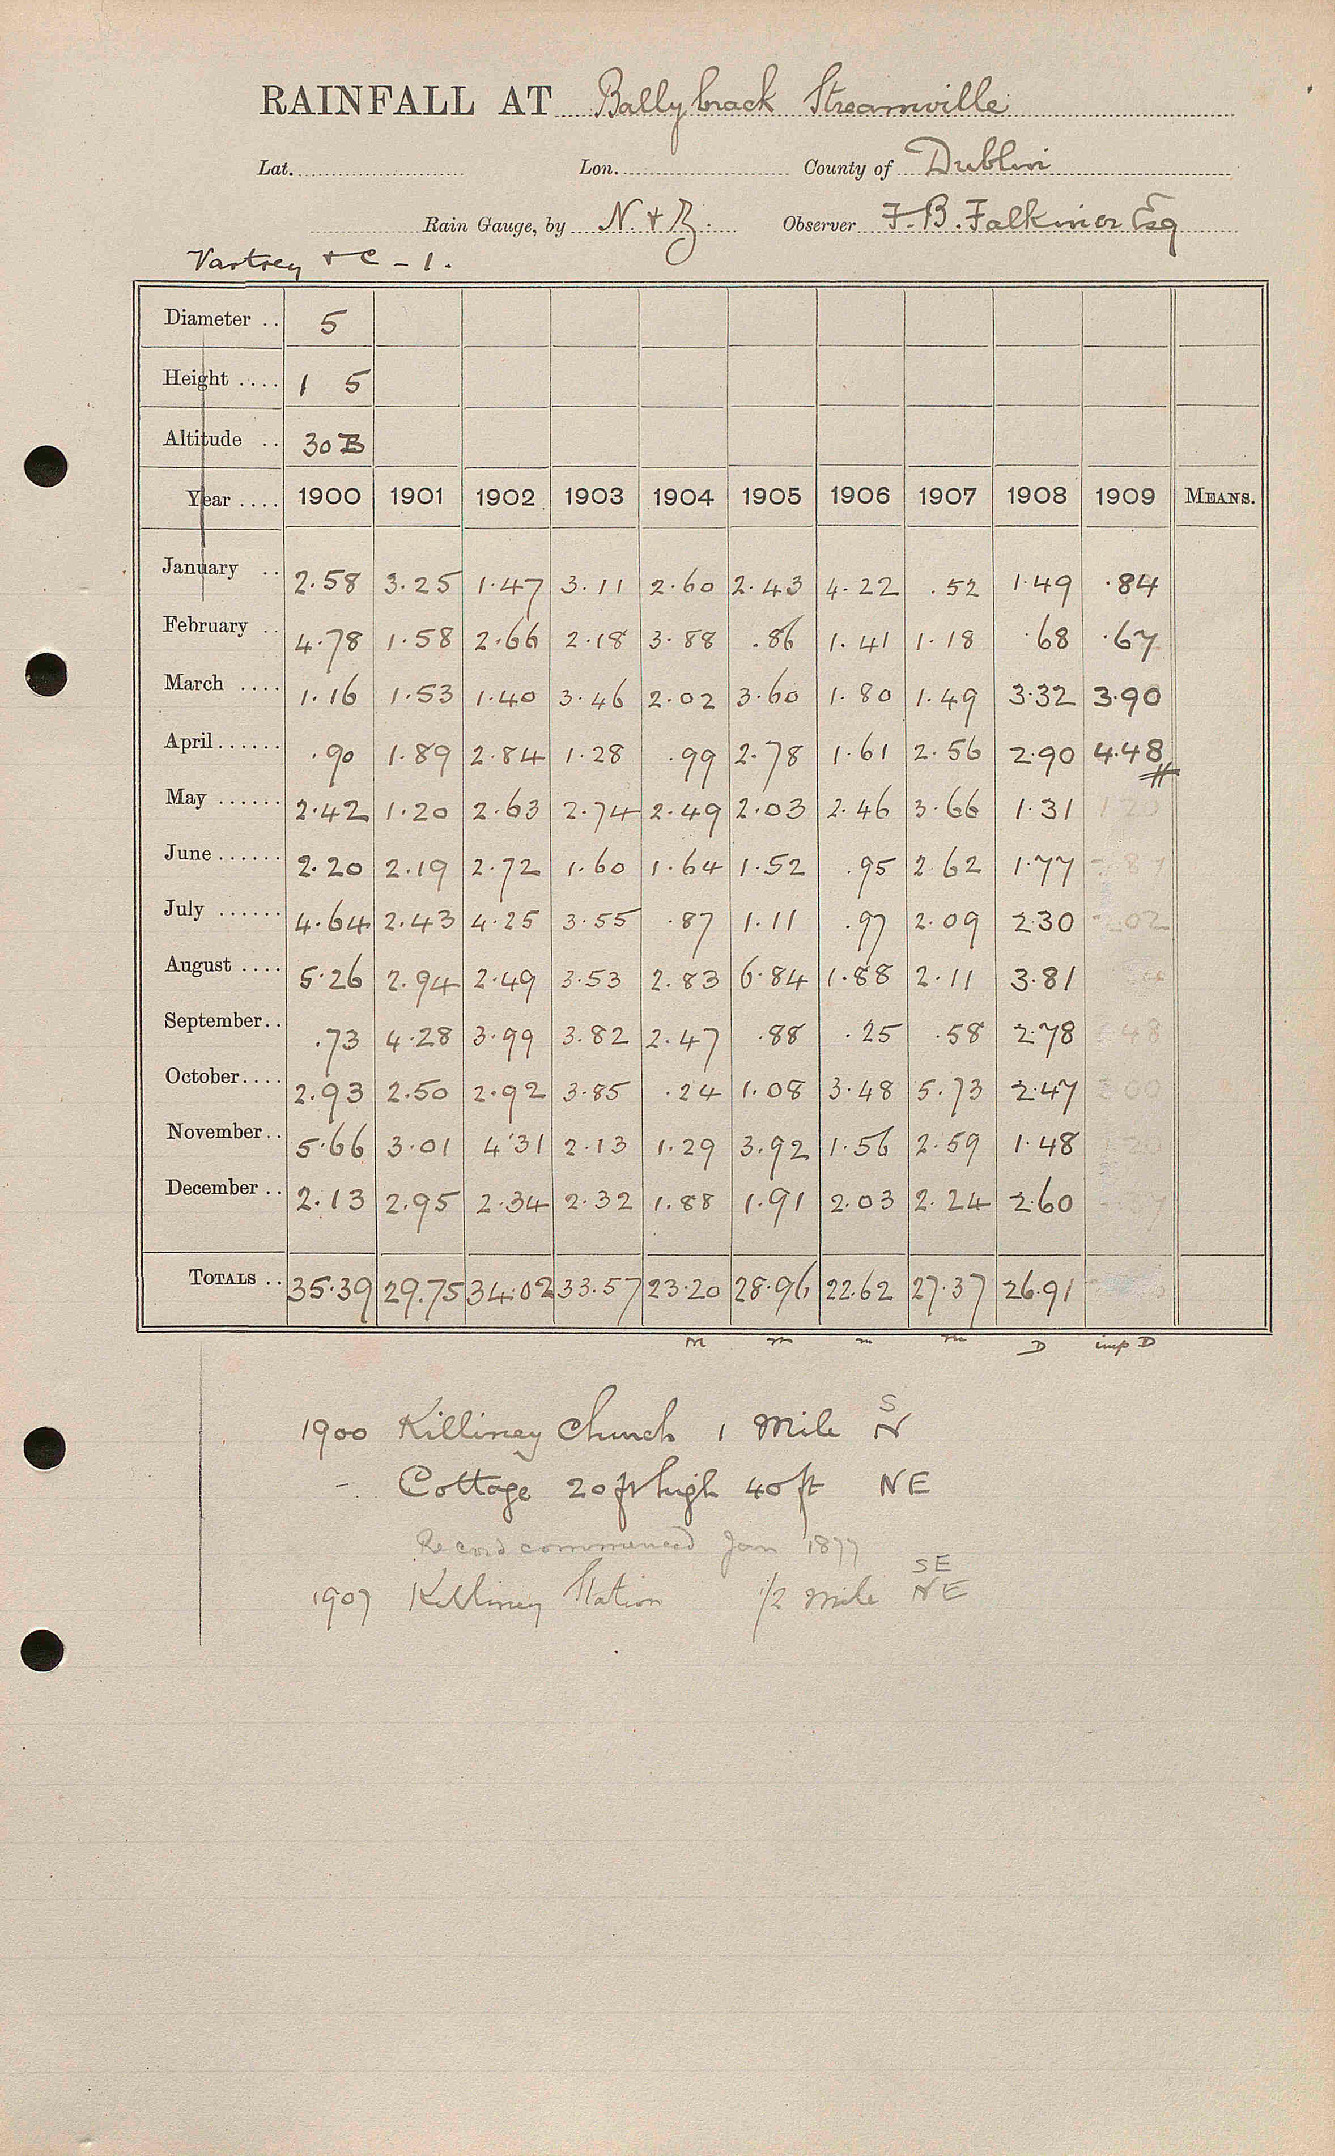 RAINFALL AT Ballybrack Streamville
Lat. Lon. County of Dublin
Rain Gauge, by N. & Z. Observer F. B. Falkiner Esq
Vartrey & C - 1.
Diameter .. 5
Height .... 1 5
Altitude .. 30 B
Year .... 1900 1901 1902 1903 1904 1905 1906 1907 1908 1909 MEANS.
January .. 2.58 3.25 1.47 3.11 2.60 2.43 4.22 .52 1.49 .84
February .. 4.78 1.58 2.66 2.18 3.88 .86 1.41 1.18 .68 .67
March .... 1.16 1.53 1.40 3.46 2.02 3.60 1.80 1.49 3.32 3.90
April...... .90 1.89 2.84 1.28 .99 2.78 1.61 2.56 2.90 4.48
May ...... 2.42 1.20 2.63 2.74 2.49 2.03 2.46 3.66 1.31
June...... 2.20 2.19 2.72 1.60 1.64 1.52 .95 2.62 1.77
July ...... 4.64 2.43 4.25 3.55 .87 1.11 .97 2.09 2.30
August .... 5.26 2.94 2.49 3.53 2.83 6.84 1.88 2.11 3.81
September.. .73 4.28 3.99 3.82 2.47 .88 .25 .58 2.78
October.... 2.93 2.50 2.92 3.85 .24 1.08 3.48 5.73 2.47
November.. 5.66 3.01 4.31 2.13 1.29 3.92 1.56 2.59 1.48
December .. 2.13 2.95 2.34 2.32 1.88 1.91 2.03 2.24 2.60
TOTALS .. 35.39 29.75 34.02 33.57 23.20 28.96 22.62 27.37 26.91
M m m m D imp D
1900 Killiney Church 1 Mile N S
- Cottage 20 ft high 40 ft NE
Record commenced Jan 1877
1907 Killiney Station 1/2 Mile NE SE